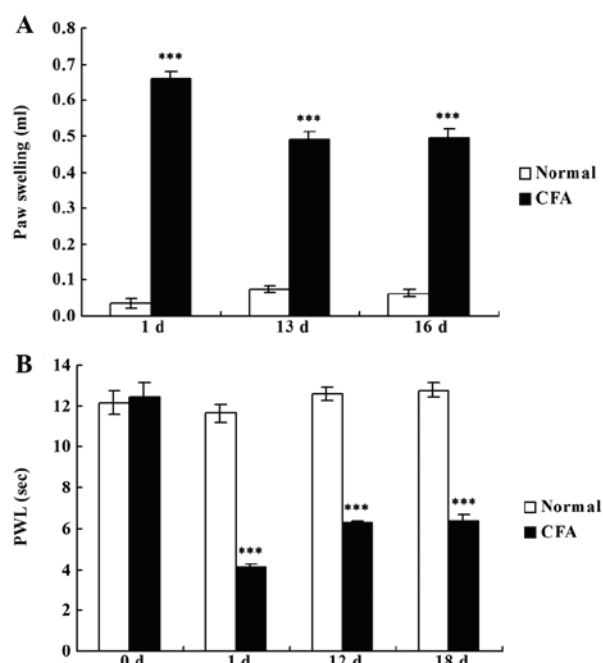 A
Paw swelling (ml)
0.8
0.7
0.6
0.5
0.4
0.3
0.2
0.1
0.0
***
***
***
1 d
13 d
16 d
Normal
CFA
B
PWL (sec)
14
12
10
8
6
4
2
0
***
***
***
0 d
1 d
12 d
18 d
Normal
CFA